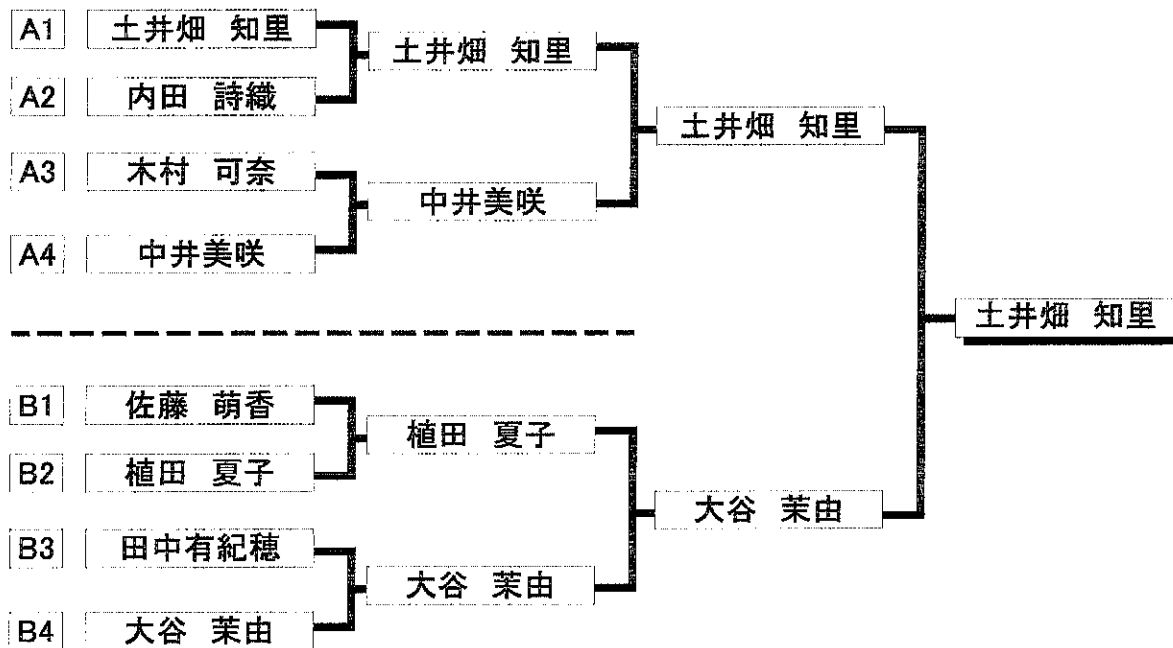 A1 土井畑 知里
土井畑 知里
A2 内田 詩織
土井畑 知里
A3 木村 可奈
中井美咲
A4 中井美咲
土井畑 知里
B1 佐藤 萌香
植田 夏子
B2 植田 夏子
大谷 茉由
B3 田中有紀穂
大谷 茉由
B4 大谷 茉由